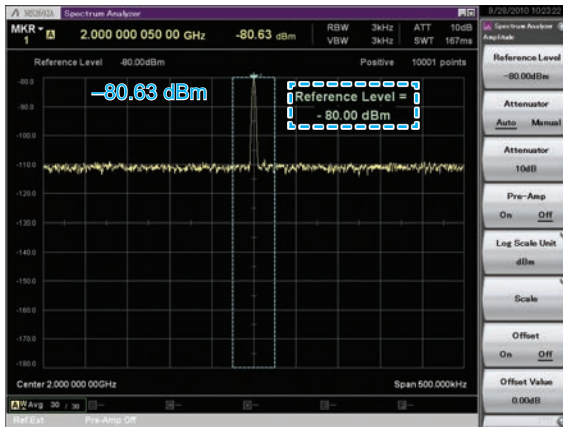 MS2692A Spectrum Analyzer
9/28/2010 10:23:22
MKR 1 A 2.000 000 050 00 GHz -80.63 dBm
RBW 3kHz ATT 10dB
VBW 3kHz SWT 167ms
Reference Level -80.00dBm Positive 10001 points
-80.0
–80.63 dBm
Reference Level =
- 80.00 dBm
-90.0
-100.0
-110.0
-120.0
-130.0
-140.0
-150.0
-160.0
-170.0
-180.0
Center 2.000 000 00GHz Span 500.000kHz
A W Avg 30 / 30
Ref.Ext Pre-Amp Off
Spectrum Analyzer
Amplitude
Reference Level
-80.00dBm
Attenuator
Auto Manual
Attenuator
10dB
Pre-Amp
On Off
Log Scale Unit
dBm
Scale
Offset
On Off
Offset Value
0.00dB